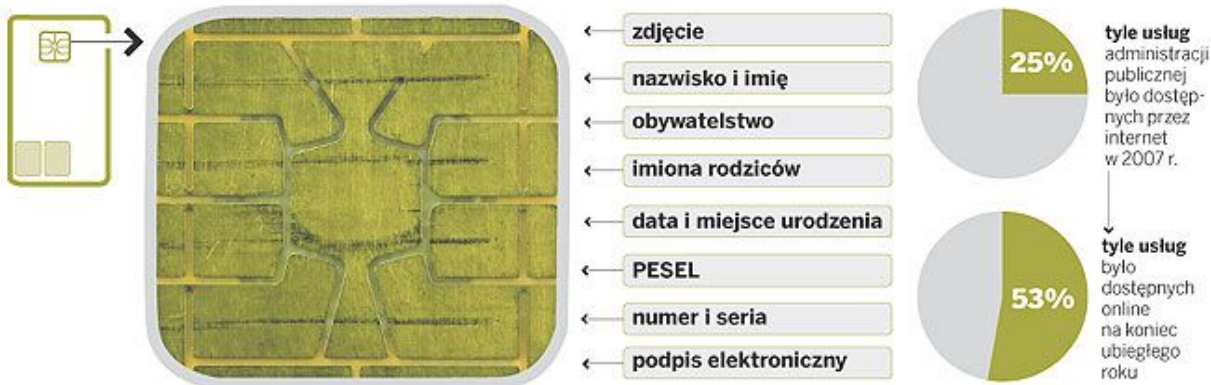 zdjęcie
nazwisko i imię
obywatelstwo
imiona rodziców
data i miejsce urodzenia
PESEL
numer i seria
podpis elektroniczny
25%
tyle usług
administracji
publicznej
było dostęp-
nych przez
internet
w 2007 r.
53%
tyle usług
było
dostępnych
online
na koniec
ubiegłego
roku